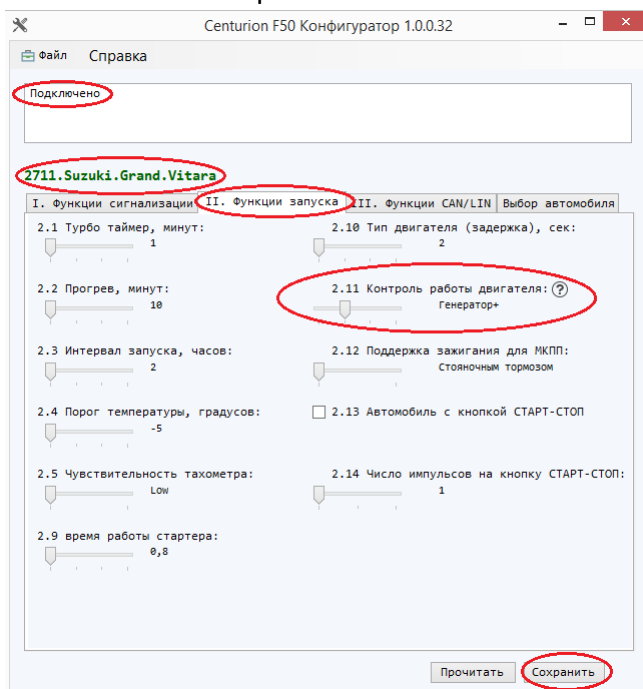 Centurion F50 Конфигуратор 1.0.0.32
Файл Справка
Подключено
2711.Suzuki.Grand.Vitara
I. Функции сигнализации II. Функции запуска III. Функции CAN/LIN Выбор автомобиля
2.1 Турбо таймер, минут:
1
2.10 Тип двигателя (задержка), сек:
2
2.2 Прогрев, минут:
10
2.11 Контроль работы двигателя: ?
Генератор+
2.3 Интервал запуска, часов:
2
2.12 Поддержка зажигания для МКПП:
Стояночным тормозом
2.4 Порог температуры, градусов:
-5
2.13 Автомобиль с кнопкой СТАРТ-СТОП
2.5 Чувствительность тахометра:
Low
2.14 Число импульсов на кнопку СТАРТ-СТОП:
1
2.9 время работы стартера:
0,8
Прочитать Сохранить